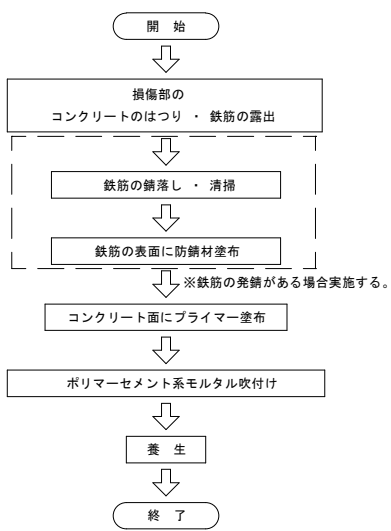 開　始
損傷部の
コンクリートのはつり ・ 鉄筋の露出
鉄筋の錆落し ・ 清掃
鉄筋の表面に防錆材塗布
※鉄筋の発錆がある場合実施する。
コンクリート面にプライマー塗布
ポリマーセメント系モルタル吹付け
養　生
終　了